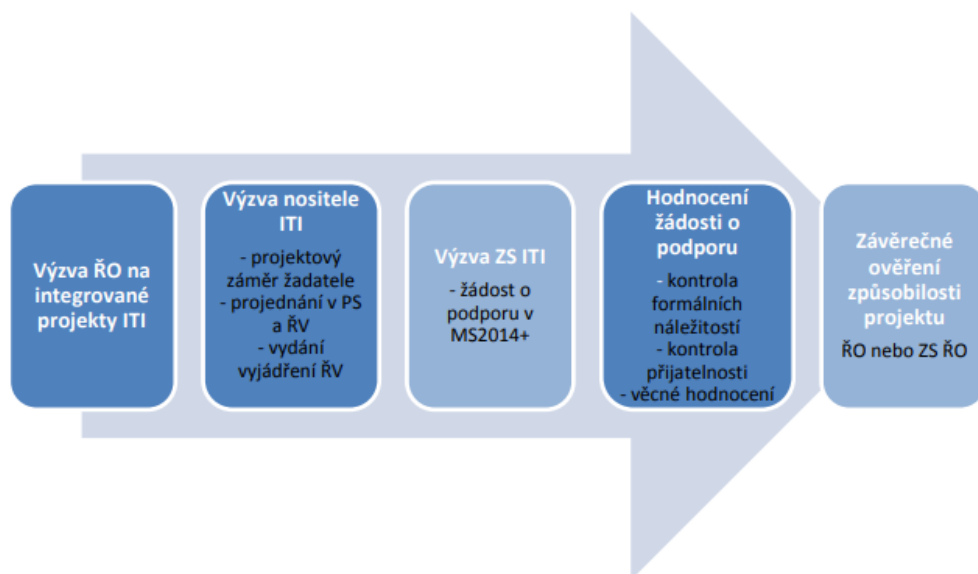 Výzva ŘO na
integrované
projekty ITI
Výzva nositele
ITI
- projektový
záměr žadatele
- projednání v PS
a ŘV
- vydání
vyjádření ŘV
Výzva ZS ITI
- žádost o
podporu v
MS2014+
Hodnocení
žádosti o
podporu
- kontrola
formálních
náležitostí
- kontrola
přijatelnosti
- věcné hodnocení
Závěrečné
ověření
způsobilosti
projektu
ŘO nebo ZS ŘO